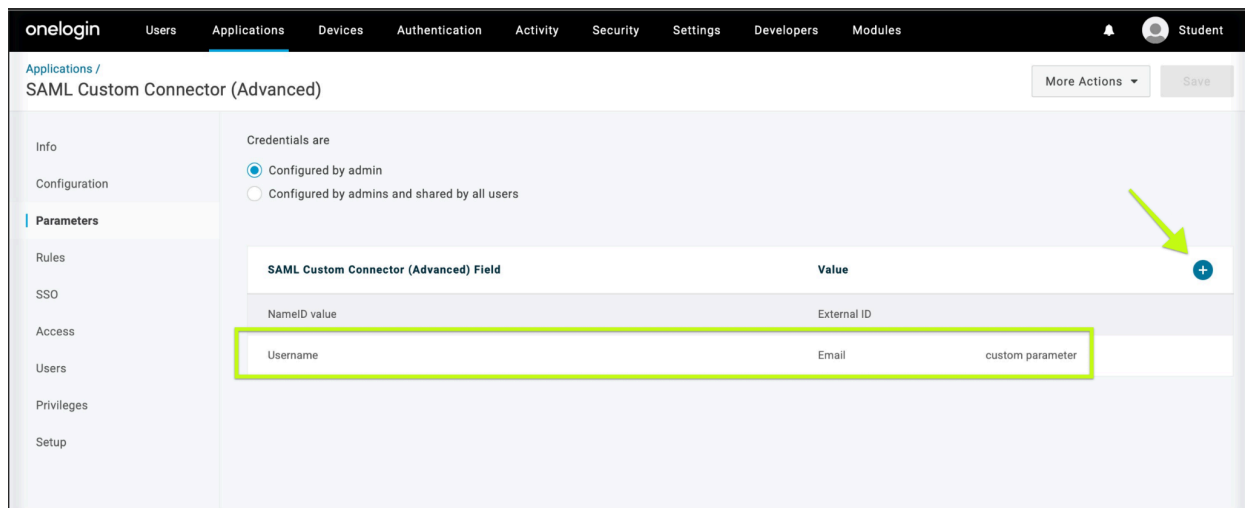 onelogin Users Applications Devices Authentication Activity Security Settings Developers Modules Student
Applications /
SAML Custom Connector (Advanced)
More Actions Save
Info
Configuration
Parameters
Rules
SSO
Access
Users
Privileges
Setup
Credentials are
Configured by admin
Configured by admins and shared by all users
SAML Custom Connector (Advanced) Field Value
NameID value External ID
Username Email custom parameter